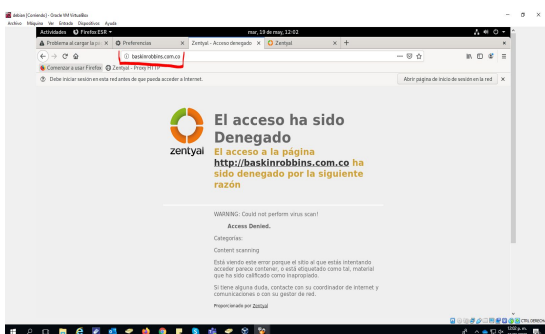 debian [Corriendo] - Oracle VM VirtualBox
Archivo Máquina Ver Entrada Dispositivos Ayuda
Actividades Firefox ESR mar, 19 de may, 12:02
Problema al cargar la pá Preferencias Zentyal - Acceso denegado Zentyal
baskinrobbins.com.co
Comenzar a usar Firefox Zentyal - Proxy HTTP
Debe iniciar sesión en esta red antes de que pueda acceder a Internet. Abrir página de inicio de sesión en la red
zentyal
El acceso ha sido
Denegado
El acceso a la página
http://baskinrobbins.com.co ha
sido denegado por la siguiente
razón
WARNING: Could not perform virus scan!
Access Denied.
Categorías:
Content scanning
Está viendo este error porque el sitio al que estás intentando
acceder parece contener, o está etiquetado como tal, material
que ha sido calificado como inapropiado.
Si tiene alguna duda, contacte con su coordinador de internet y
comunicaciones o con su gestor de red.
Proporcionado por Zentyal
CTRL DERECHA
12:02 p. m.